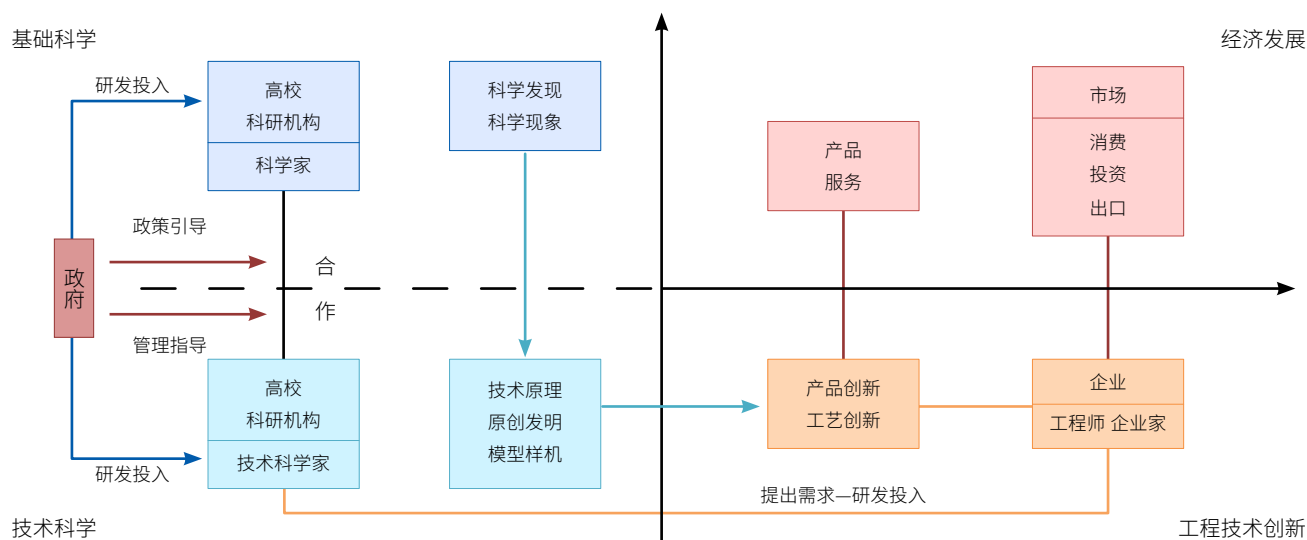 基础科学
经济发展
研发投入
高校
科研机构
科学家
科学发现
科学现象
产品
服务
市场
消费
投资
出口
政策引导
政府
合
作
管理指导
高校
科研机构
技术科学家
技术原理
原创发明
模型样机
产品创新
工艺创新
企业
工程师 企业家
研发投入
提出需求—研发投入
技术科学
工程技术创新